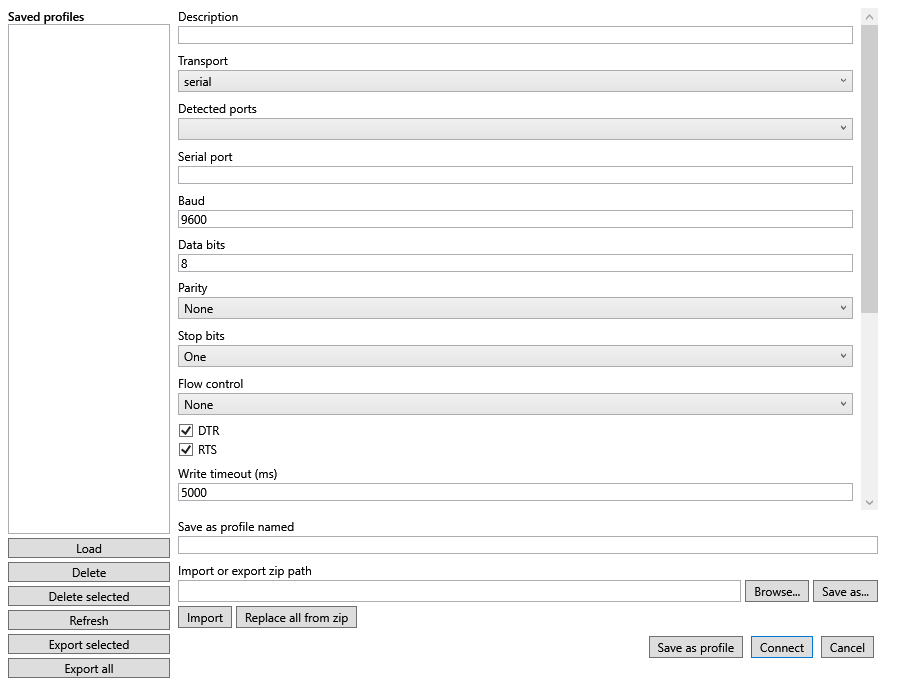 Saved profiles
Load
Delete
Delete selected
Refresh
Export selected
Export all
Description
Transport
serial
Detected ports
Serial port
Baud
9600
Data bits
8
Parity
None
Stop bits
One
Flow control
None
DTR
RTS
Write timeout (ms)
5000
Save as profile named
Import or export zip path
Browse... Save as...
Import Replace all from zip
Save as profile Connect Cancel